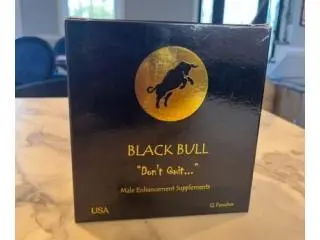 BLACK BULL
"Don't Quit..."
Male Enhancement Supplements
USA
12 Pouches